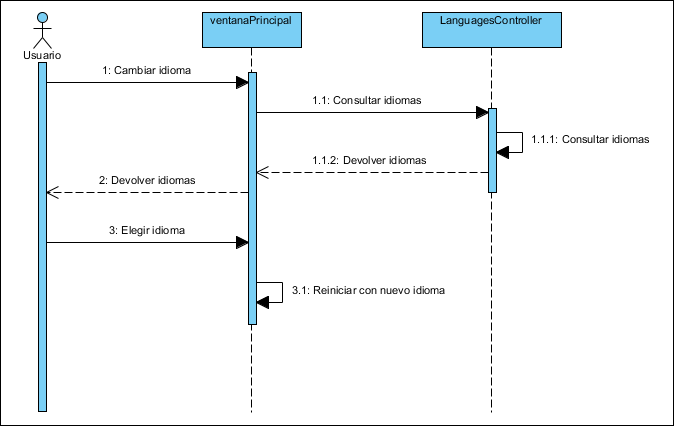 ventanaPrincipal
LanguagesController
Usuario
1: Cambiar idioma
1.1: Consultar idiomas
1.1.1: Consultar idiomas
1.1.2: Devolver idiomas
2: Devolver idiomas
3: Elegir idioma
3.1: Reiniciar con nuevo idioma